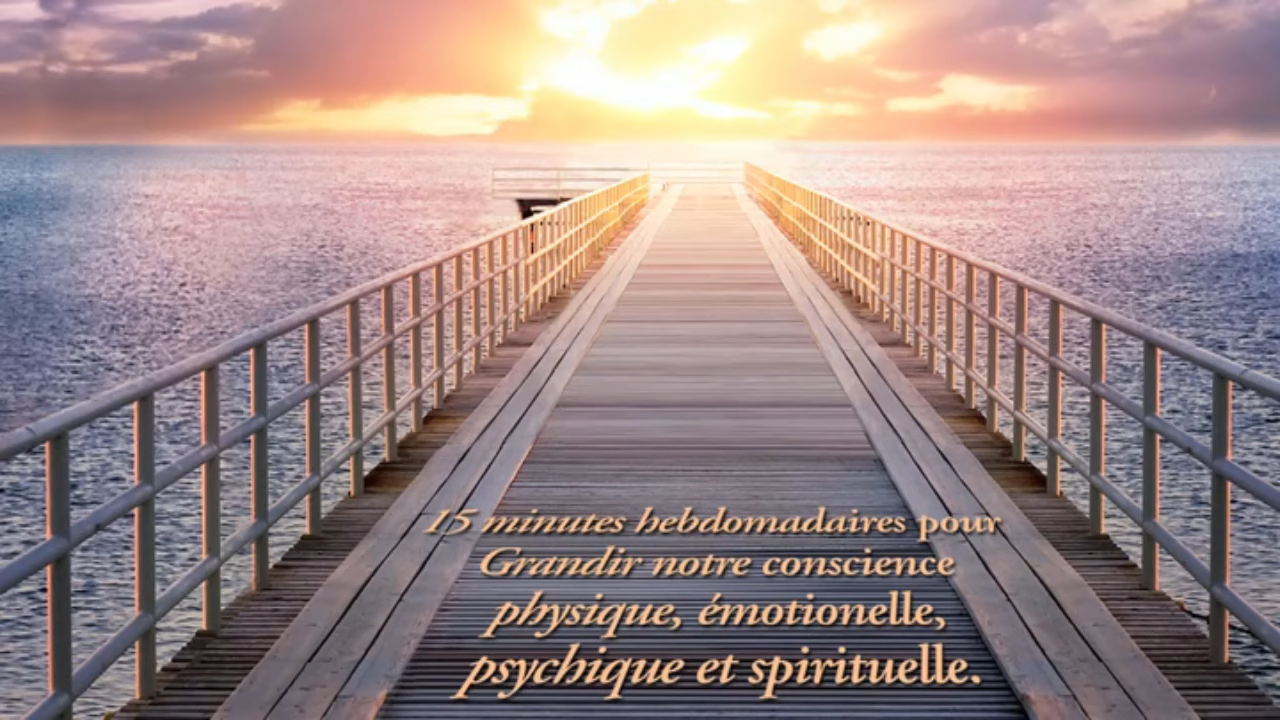 15 minutes hebdomadaires pour
Grandir notre conscience
physique, émotionelle,
psychique et spirituelle.